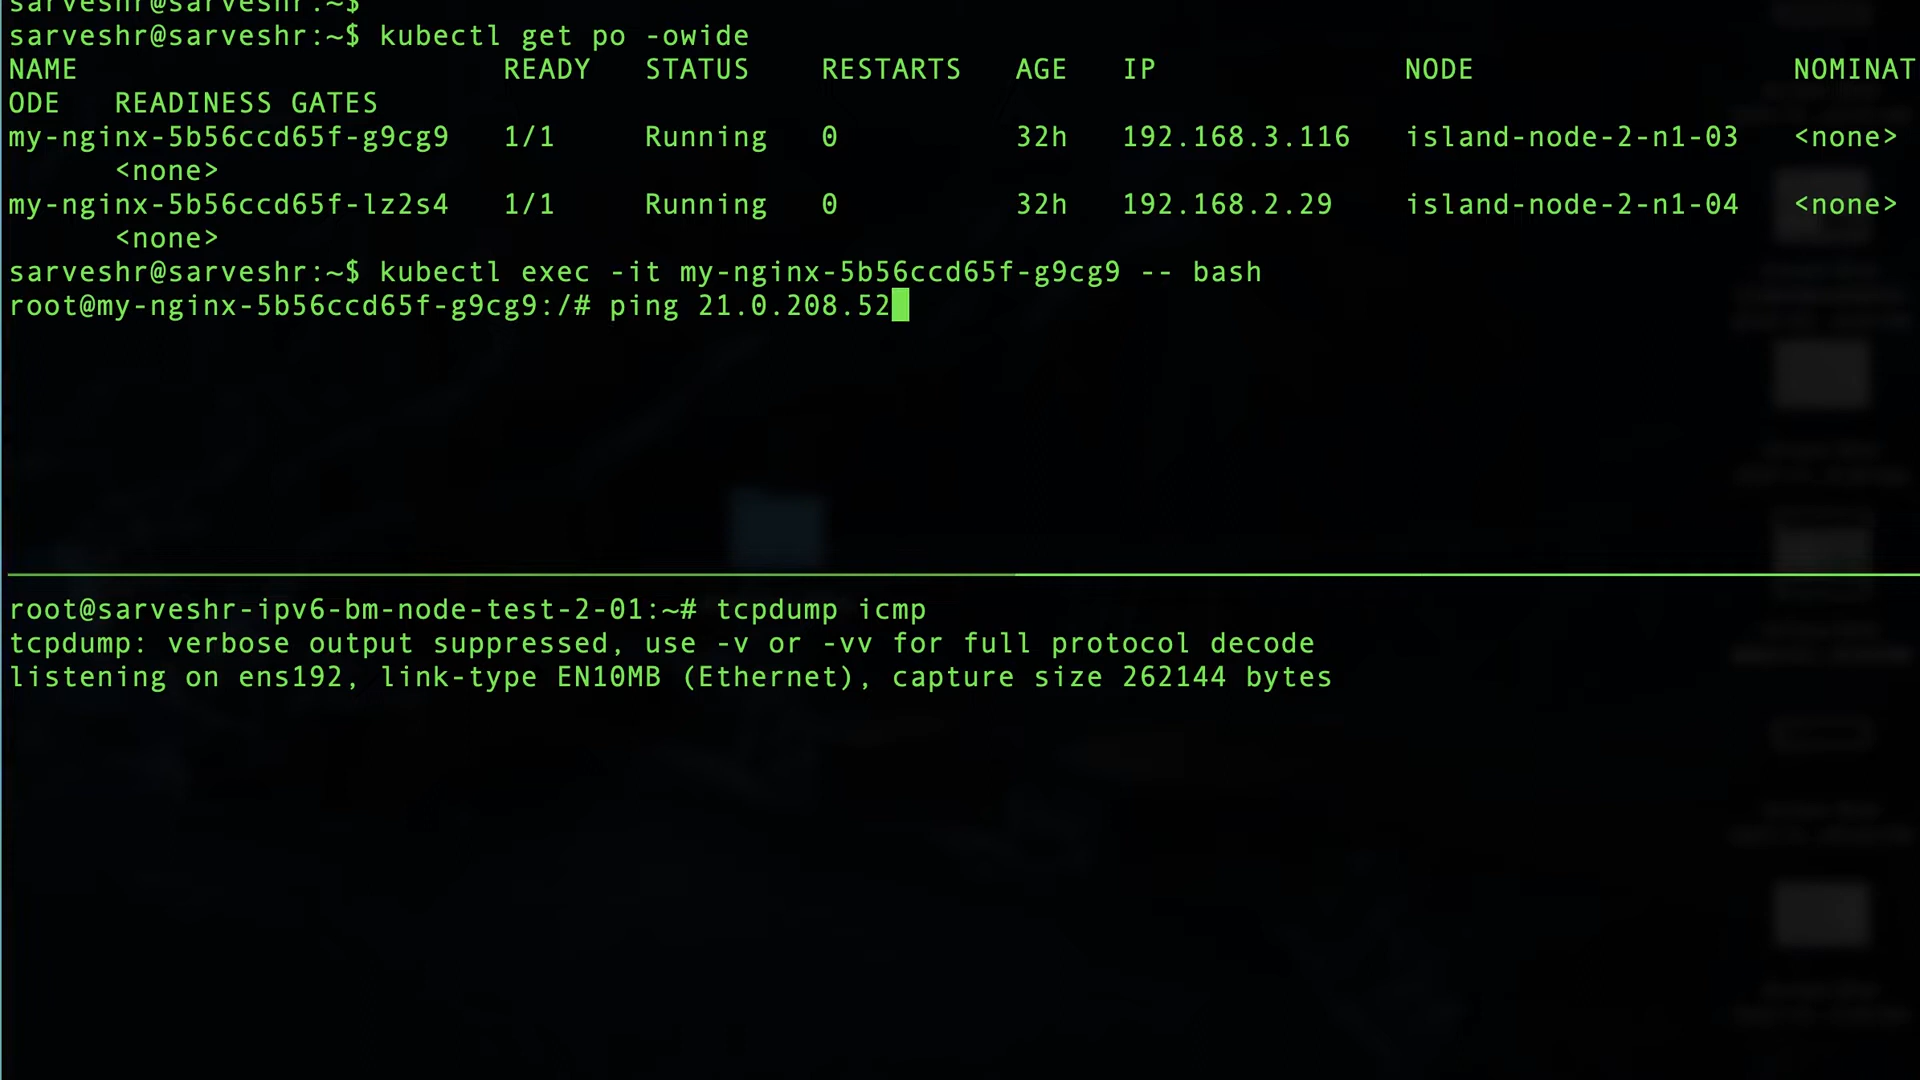 sarveshr@sarveshr:~$
sarveshr@sarveshr:~$ kubectl get po -owide
NAME READY STATUS RESTARTS AGE IP NODE NOMINAT
ODE READINESS GATES
my-nginx-5b56ccd65f-g9cg9 1/1 Running 0 32h 192.168.3.116 island-node-2-n1-03 <none>
<none>
my-nginx-5b56ccd65f-lz2s4 1/1 Running 0 32h 192.168.2.29 island-node-2-n1-04 <none>
<none>
sarveshr@sarveshr:~$ kubectl exec -it my-nginx-5b56ccd65f-g9cg9 -- bash
root@my-nginx-5b56ccd65f-g9cg9:/# ping 21.0.208.52
root@sarveshr-ipv6-bm-node-test-2-01:~# tcpdump icmp
tcpdump: verbose output suppressed, use -v or -vv for full protocol decode
listening on ens192, link-type EN10MB (Ethernet), capture size 262144 bytes